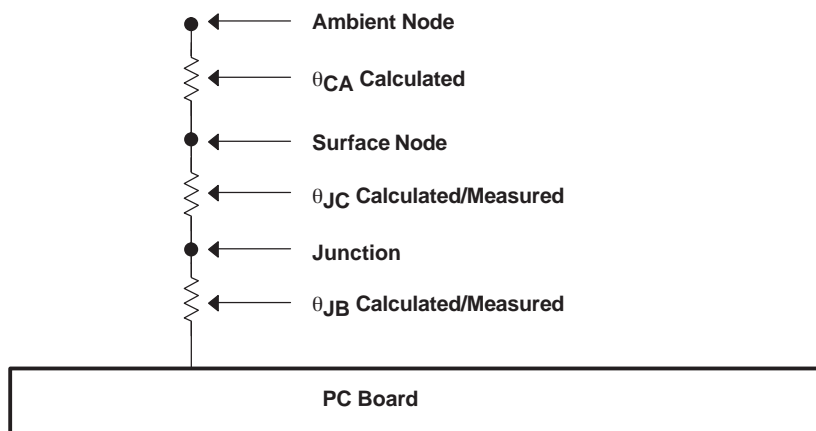 Ambient Node
θCA Calculated
Surface Node
θJC Calculated/Measured
Junction
θJB Calculated/Measured
PC Board